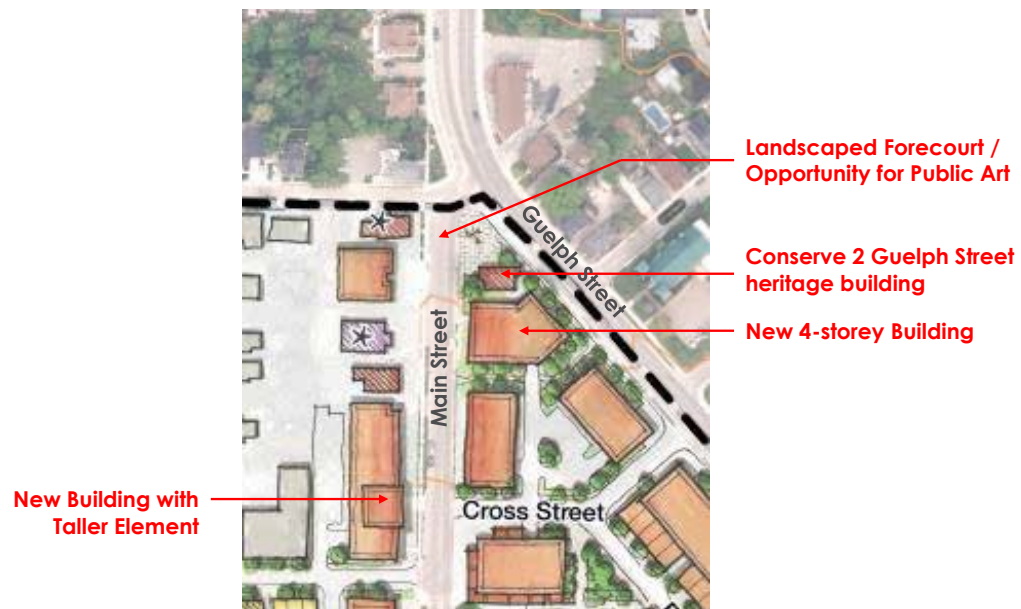 Landscaped Forecourt /
Opportunity for Public Art
Guelph Street
Conserve 2 Guelph Street
heritage building
New 4-storey Building
Main Street
New Building with
Taller Element
Cross Street